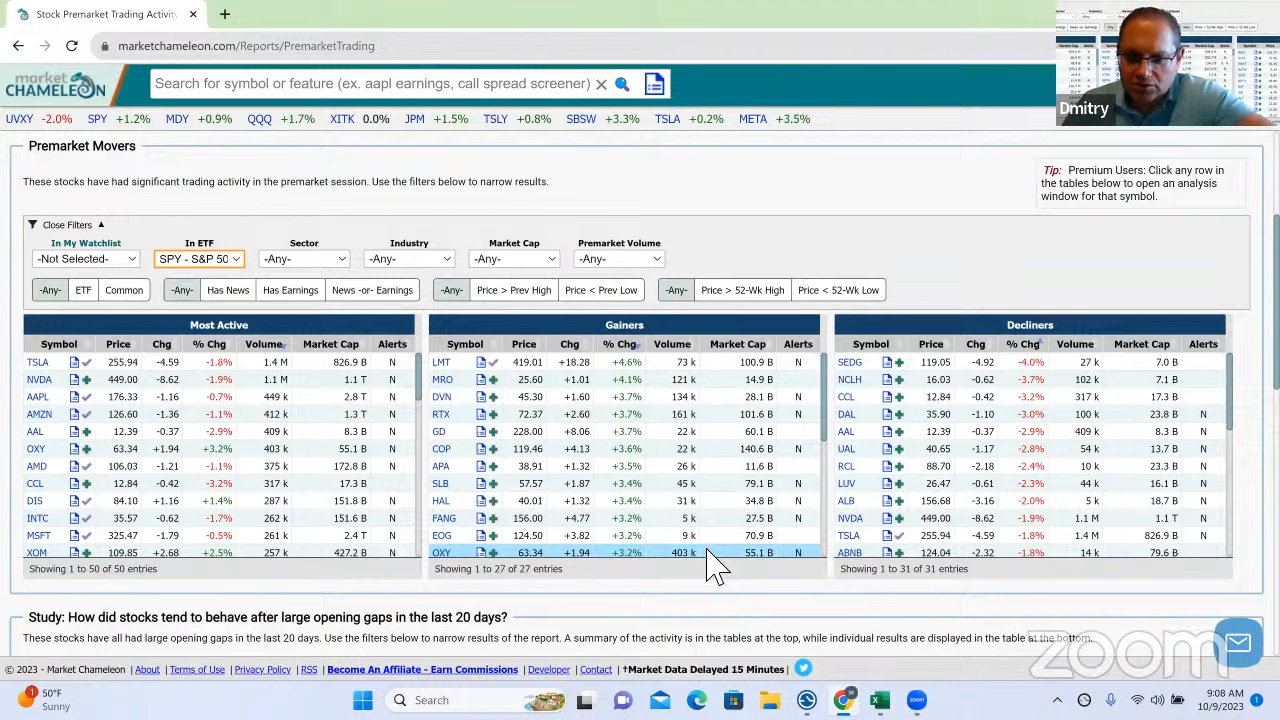 Stock Premarket Trading Activity
marketchameleon.com/Reports/PremarketTrading
market CHAMELEON
Search for symbol or feature (ex. appl earnings, call spreads
UVXY -2.0% SPY +1.2% MDY +0.9% QQQ +1.7% XITK 0.0% JPM +1.5% TSLY +0.8% SPSW +3.3% TSLA +0.2% META +3.5%
Dmitry
Premarket Movers
These stocks have had significant trading activity in the premarket session. Use the filters below to narrow results.
Tip: Premium Users: Click any row in
the tables below to open an analysis
window for that symbol.
Close Filters ▲
In My Watchlist In ETF Sector Industry Market Cap Premarket Volume
-Not Selected- SPY - S&P 50 -Any- -Any- -Any- -Any-
-Any- ETF Common -Any- Has News Has Earnings News -or- Earnings -Any- Price > Prev High Price < Prev Low -Any- Price > 52-Wk High Price < 52-Wk Low
Most Active Gainers Decliners
Symbol Price Chg % Chg Volume Market Cap Alerts Symbol Price Chg % Chg Volume Market Cap Alerts Symbol Price Chg % Chg Volume Market Cap Alerts
TSLA 255.94 -4.59 -1.8% 1.4 M 826.9 B N LMT 419.01 +18.28 +4.6% 73 k 100.9 B N SEDG 119.05 -4.92 -4.0% 27 k 7.0 B
NVDA 449.00 -8.62 -1.9% 1.1 M 1.1 T N MRO 25.60 +1.01 +4.1% 121 k 14.9 B N NCLH 16.03 -0.62 -3.7% 102 k 7.1 B
AAPL 176.33 -1.16 -0.7% 449 k 2.8 T N DVN 45.30 +1.60 +3.7% 134 k 28.1 B N CCL 12.84 -0.42 -3.2% 317 k 17.3 B
AMZN 126.60 -1.36 -1.1% 412 k 1.3 T N RTX 72.37 +2.60 +3.7% 161 k 101.6 B N DAL 35.90 -1.10 -3.0% 100 k 23.8 B N
AAL 12.39 -0.37 -2.9% 409 k 8.3 B N GD 228.00 +8.06 +3.7% 22 k 60.1 B AAL 12.39 -0.37 -2.9% 409 k 8.3 B N
OXY 63.34 +1.94 +3.2% 403 k 55.1 B N COP 119.46 +4.13 +3.6% 22 k 140.6 B N UAL 40.65 -1.17 -2.8% 54 k 13.7 B N
AMD 106.03 -1.21 -1.1% 375 k 172.8 B N APA 38.91 +1.32 +3.5% 26 k 11.6 B N RCL 88.70 -2.18 -2.4% 10 k 23.3 B N
CCL 12.84 -0.42 -3.2% 317 k 17.3 B SLB 57.57 +1.87 +3.4% 45 k 79.1 B N LUV 26.47 -0.61 -2.3% 44 k 16.1 B N
DIS 84.10 +1.16 +1.4% 287 k 151.8 B N HAL 40.01 +1.32 +3.4% 31 k 34.8 B N ALB 156.68 -3.16 -2.0% 5 k 18.7 B N
INTC 35.57 -0.62 -1.7% 262 k 151.6 B N FANG 156.00 +4.77 +3.2% 5 k 27.5 B N NVDA 449.00 -8.62 -1.9% 1.1 M 1.1 T N
MSFT 325.47 -1.79 -0.5% 261 k 2.4 T N EOG 124.50 +3.82 +3.2% 9 k 70.9 B N TSLA 255.94 -4.59 -1.8% 1.4 M 826.9 B N
XOM 109.85 +2.68 +2.5% 257 k 427.2 B N OXY 63.34 +1.94 +3.2% 403 k 55.1 B N ABNB 124.04 -2.32 -1.8% 14 k 79.6 B N
Showing 1 to 50 of 50 entries Showing 1 to 27 of 27 entries Showing 1 to 31 of 31 entries
Study: How did stocks tend to behave after large opening gaps in the last 20 days?
These stocks have all had large opening gaps in the last 20 days. Use the filters below to narrow results of the report. A summary of the activity is in the tables at the top, while individual results are displayed in the table at the bottom.
zoom
© 2023 - Market Chameleon | About | Terms of Use | Privacy Policy | RSS | Become An Affiliate - Earn Commissions | Developer | Contact | †Market Data Delayed 15 Minutes |
50°F
Sunny
Search
9:08 AM
10/9/2023